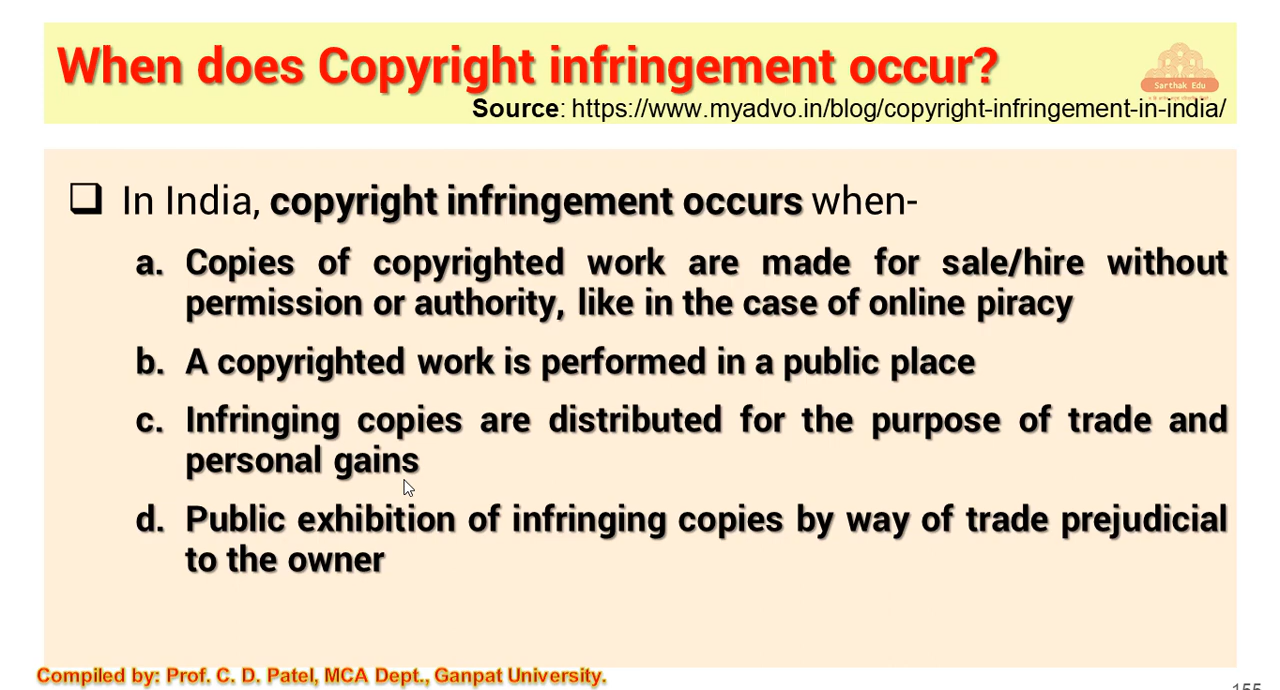 When does Copyright infringement occur?
Sarthak Edu
Source: https://www.myadvo.in/blog/copyright-infringement-in-india/
❑ In India, copyright infringement occurs when-
a. Copies of copyrighted work are made for sale/hire without
permission or authority, like in the case of online piracy
b. A copyrighted work is performed in a public place
c. Infringing copies are distributed for the purpose of trade and
personal gains
d. Public exhibition of infringing copies by way of trade prejudicial
to the owner
Compiled by: Prof. C. D. Patel, MCA Dept., Ganpat University.
155